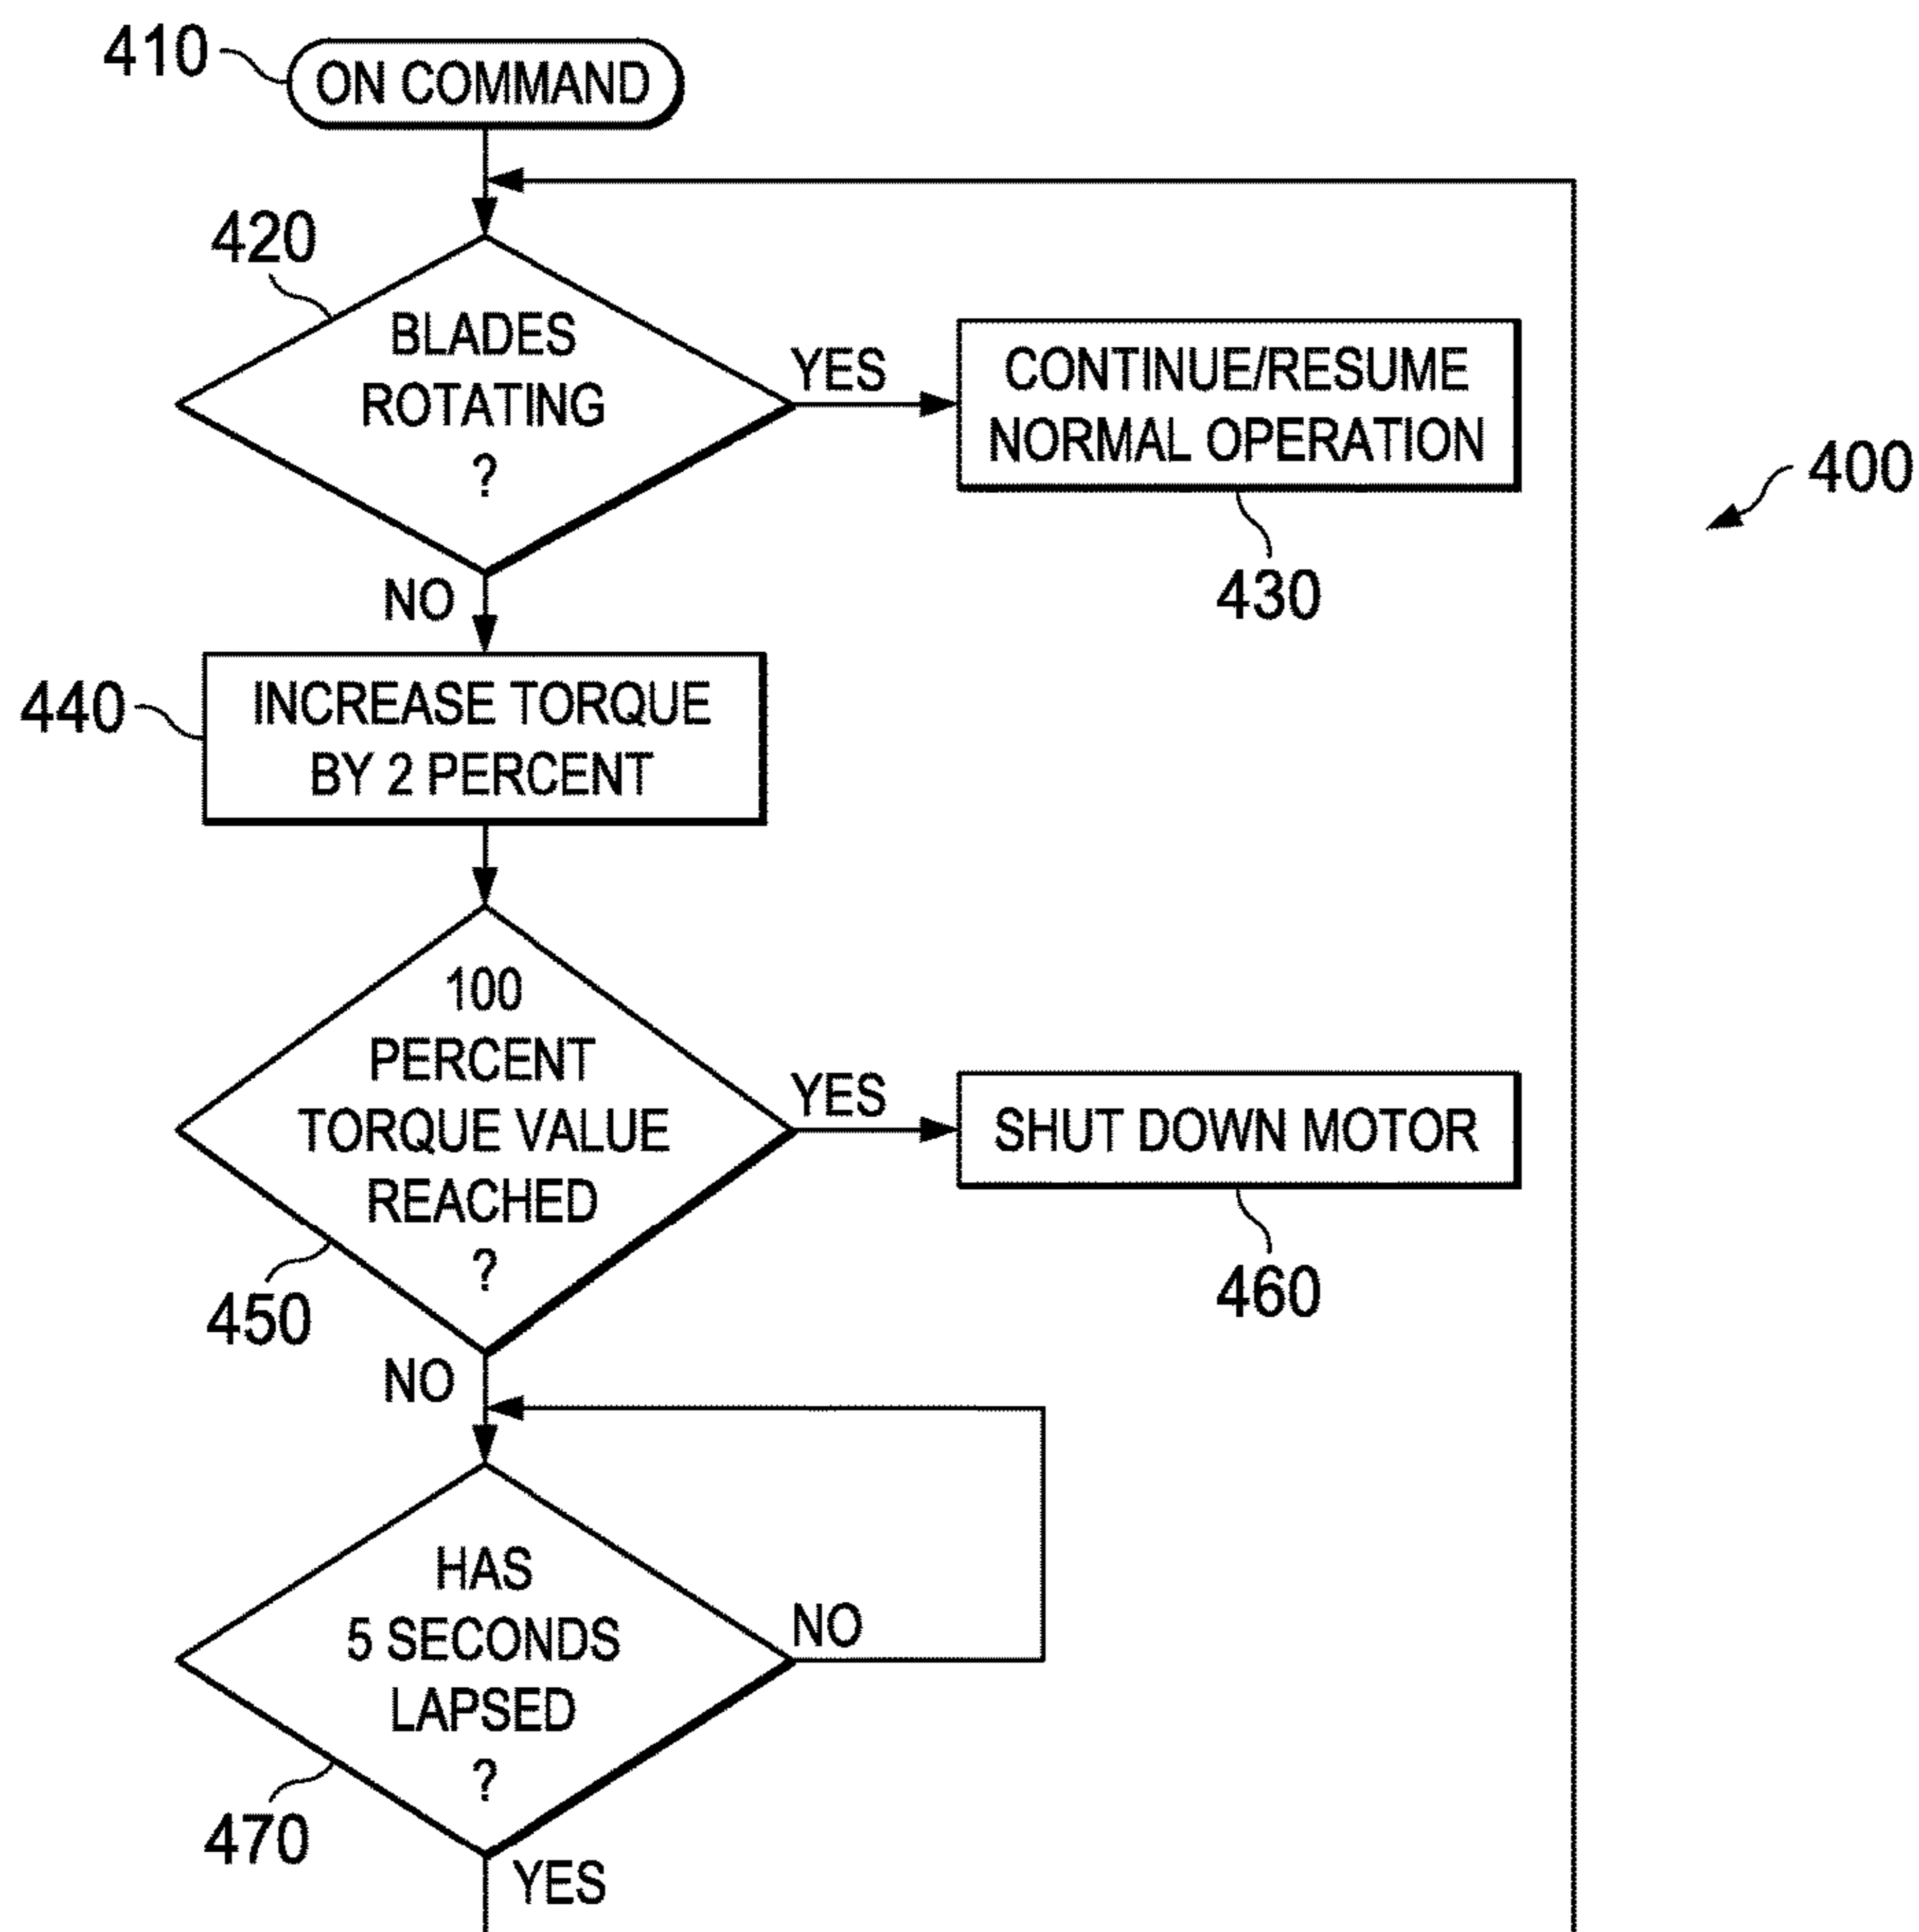 410
ON COMMAND
420
BLADES
ROTATING
?
YES
CONTINUE/RESUME
NORMAL OPERATION
430
400
NO
440
INCREASE TORQUE
BY 2 PERCENT
100
PERCENT
TORQUE VALUE
REACHED
?
YES
SHUT DOWN MOTOR
450
460
NO
HAS
5 SECONDS
LAPSED
?
NO
470
YES